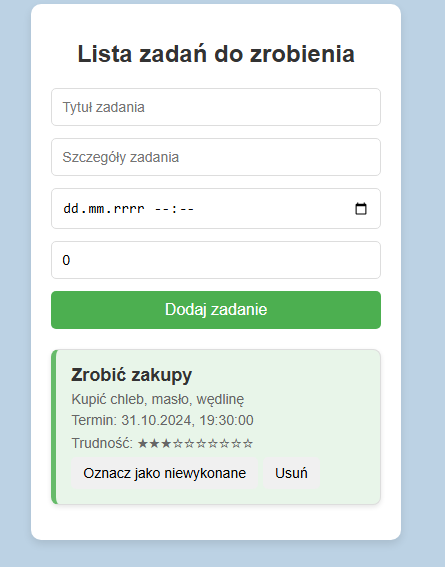 Lista zadań do zrobienia
Tytuł zadania
Szczegóły zadania
dd.mm.rrrr --:--
0
Dodaj zadanie
Zrobić zakupy
Kupić chleb, masło, wędlinę
Termin: 31.10.2024, 19:30:00
Trudność: ★★★☆☆☆☆☆☆☆
Oznacz jako niewykonane Usuń